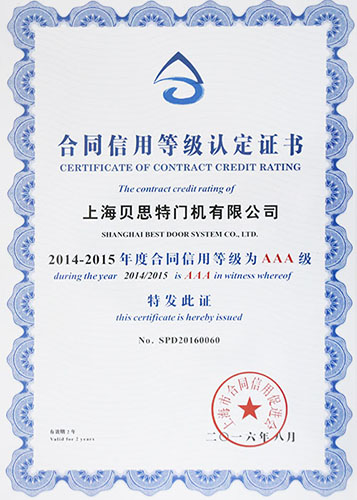 合同信用等级认定证书
CERTIFICATE OF CONTRACT CREDIT RATING
The contract credit rating of
上海贝思特门机有限公司
SHANGHAI BEST DOOR SYSTEM CO., LTD.
2014-2015 年度合同信用等级为 AAA 级
during the year 2014/2015 is AAA in witness whereof
特发此证
this certificate is hereby issued
No. SPD20160060
上海市合同信用促进会
二〇一六年八月
有效期 2 年
Valid for 2 years